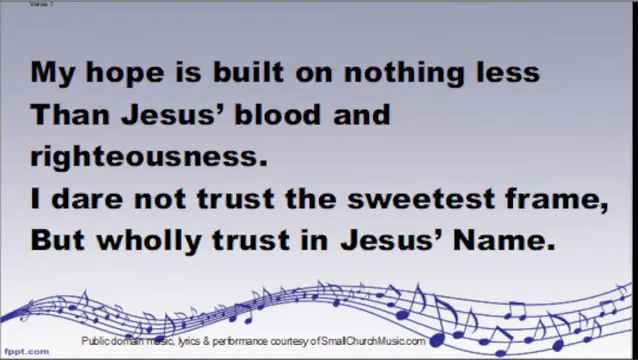 Verse 1
My hope is built on nothing less
Than Jesus’ blood and
righteousness.
I dare not trust the sweetest frame,
But wholly trust in Jesus’ Name.
Public domain music, lyrics & performance courtesy of SmallChurchMusic.com
fppt.com